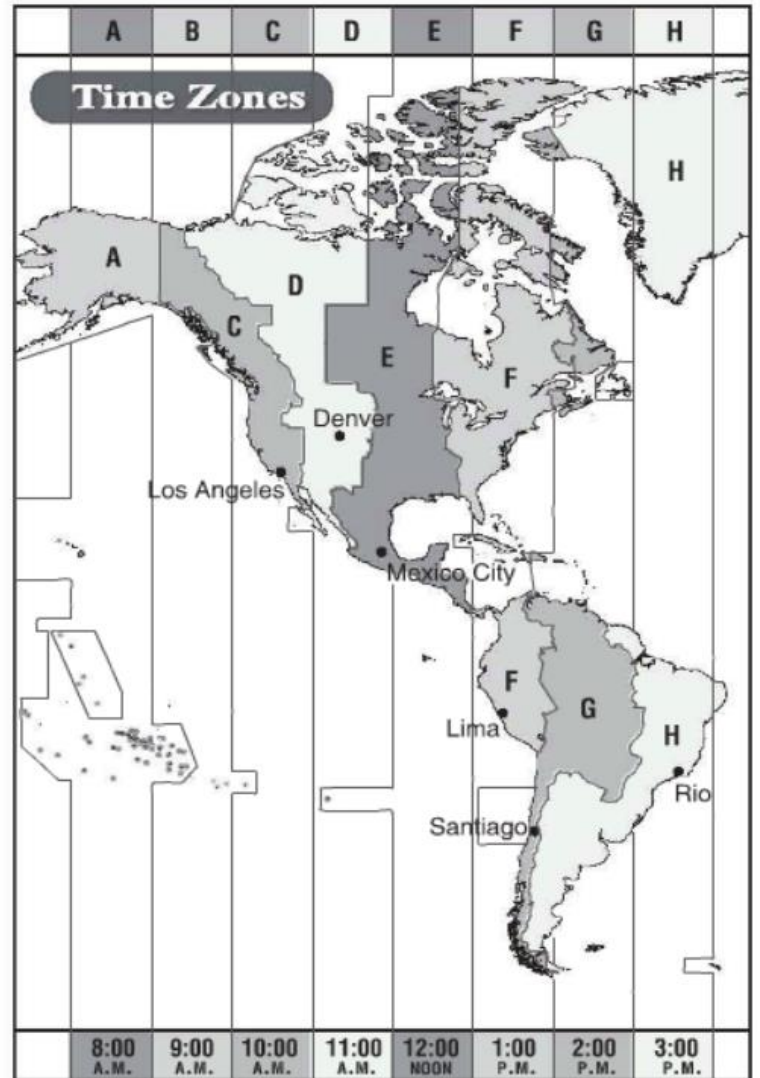 A B C D E F G H
Time Zones
H
A
D
C
E
F
Denver
Los Angeles
Mexico City
F
G
Lima
H
Rio
Santiago
8:00 9:00 10:00 11:00 12:00 1:00 2:00 3:00
A.M. A.M. A.M. A.M. NOON P.M. P.M. P.M.